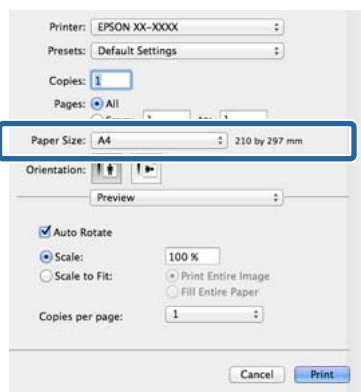 Printer: EPSON XX-XXXX
Presets: Default Settings
Copies: 1
Pages: All
Paper Size: A4 210 by 297 mm
Orientation:
Preview
Auto Rotate
Scale: 100 %
Scale to Fit: Print Entire Image
Fill Entire Paper
Copies per page: 1
Cancel Print